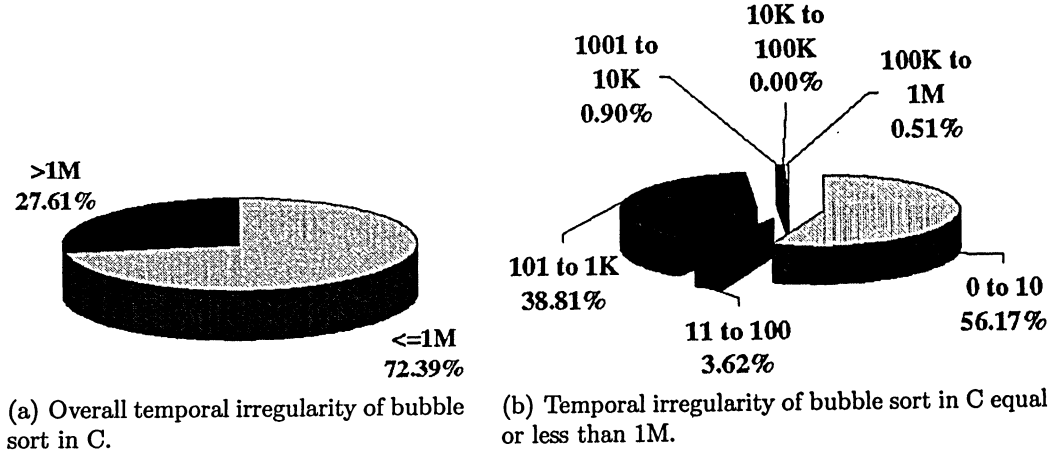 >1M
27.61%
<=1M
72.39%
(a) Overall temporal irregularity of bubble
sort in C.
1001 to
10K
0.90%
10K to
100K
0.00%
100K to
1M
0.51%
101 to 1K
38.81%
11 to 100
3.62%
0 to 10
56.17%
(b) Temporal irregularity of bubble sort in C equal
or less than 1M.